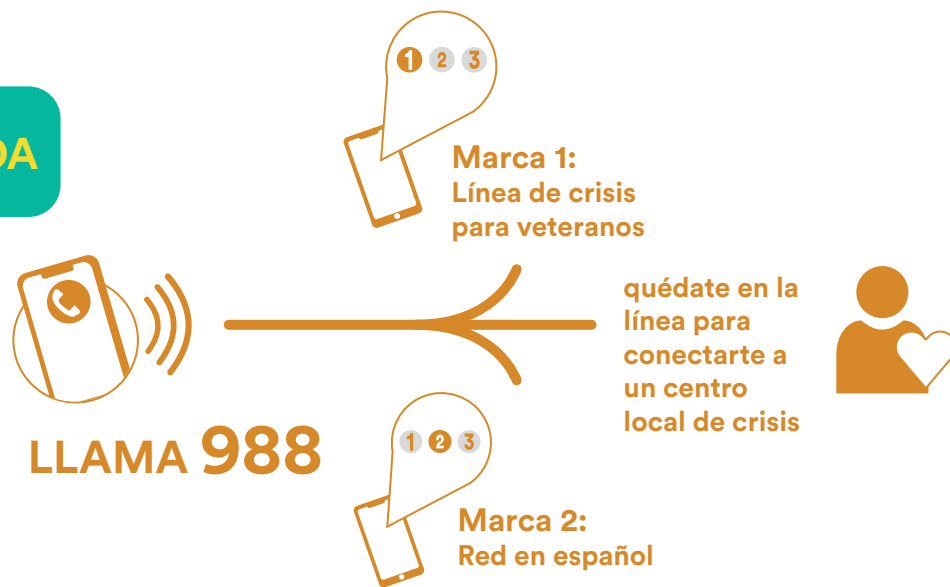 1 2 3
Marca 1:
Línea de crisis
para veteranos
quédate en la
línea para
conectarte a
un centro
local de crisis
LLAMA 988
1 2 3
Marca 2:
Red en español